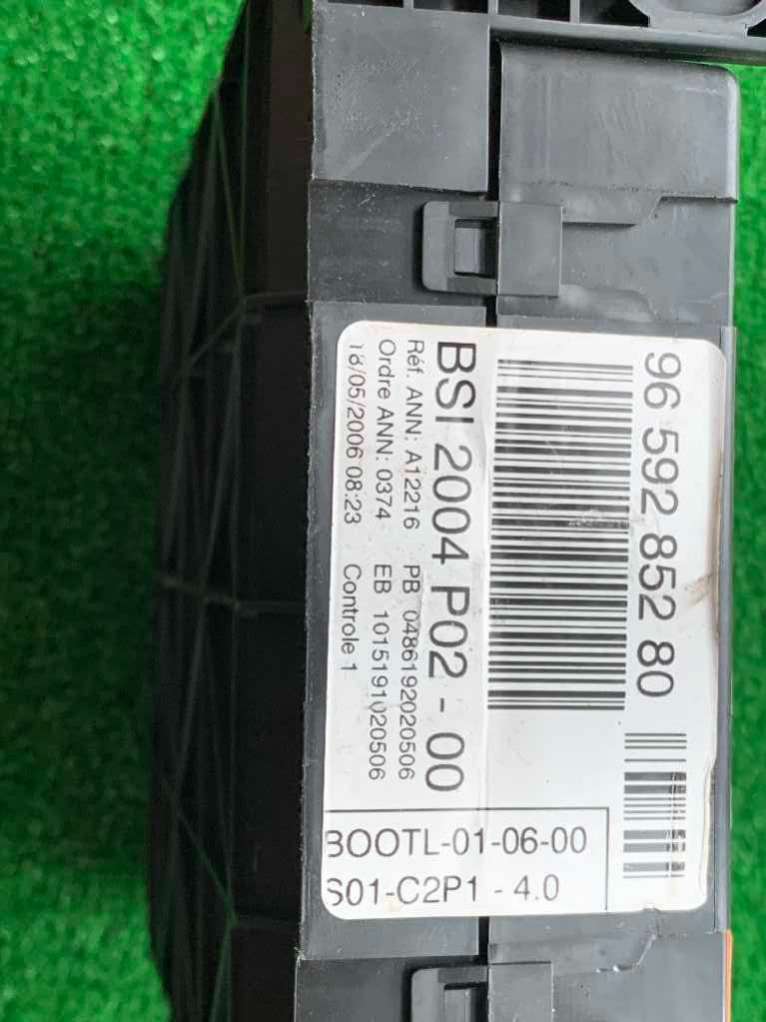 96 592 852 80
BSI 2004 P02 - 00
Réf. ANN: A12216 PB 0486192020506
Ordre ANN: 0374 EB 1015191020506
18/05/2006 08:23 Controle 1
BOOTL-01-06-00
S01-C2P1 - 4.0